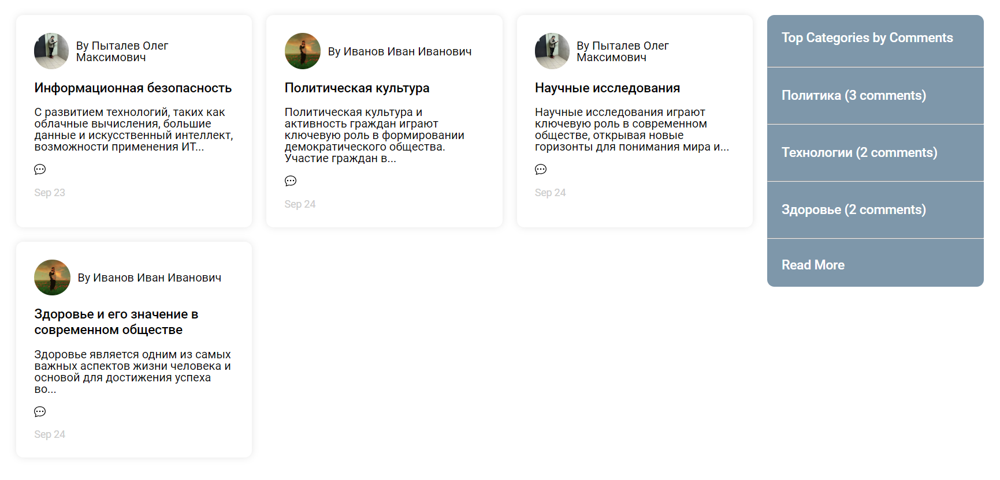 By Пыталев Олег
Максимович
Информационная безопасность
С развитием технологий, таких как
облачные вычисления, большие
данные и искусственный интеллект,
возможности применения ИТ...
Sep 23
By Иванов Иван Иванович
Политическая культура
Политическая культура и
активность граждан играют
ключевую роль в формировании
демократического общества.
Участие граждан в...
Sep 24
By Пыталев Олег
Максимович
Научные исследования
Научные исследования играют
ключевую роль в современном
обществе, открывая новые
горизонты для понимания мира и...
Sep 24
By Иванов Иван Иванович
Здоровье и его значение в
современном обществе
Здоровье является одним из самых
важных аспектов жизни человека и
основой для достижения успеха
во...
Sep 24
Top Categories by Comments
Политика (3 comments)
Технологии (2 comments)
Здоровье (2 comments)
Read More